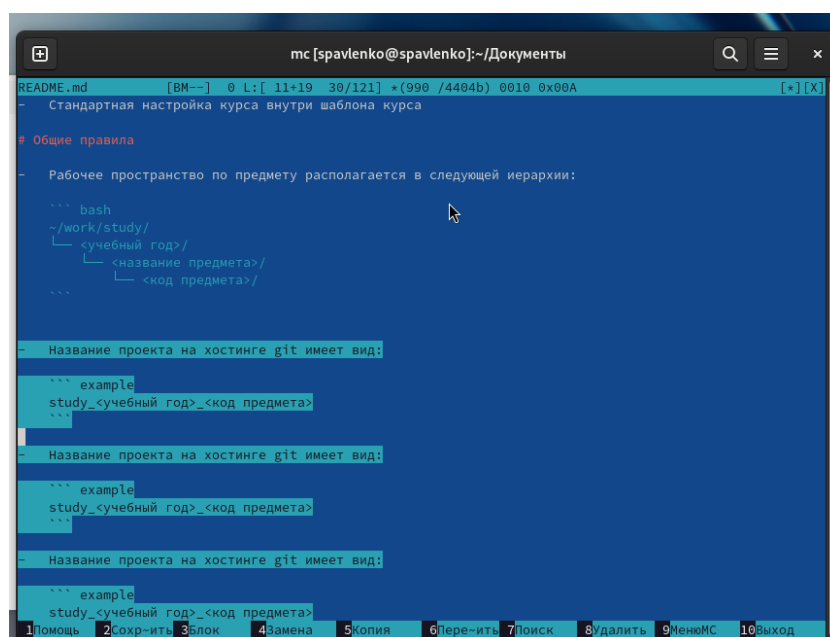 mc [spavlenko@spavlenko]:~/Документы
README.md [BM--] 0 L:[ 11+19 30/121] *(990 /4404b) 0010 0x00A [*][X]
- Стандартная настройка курса внутри шаблона курса
# Общие правила
- Рабочее пространство по предмету располагается в следующей иерархии:
``` bash
~/work/study/
└── <учебный год>/
└── <название предмета>/
└── <код предмета>/
```
- Название проекта на хостинге git имеет вид:
``` example
study_<учебный год>_<код предмета>
```
- Название проекта на хостинге git имеет вид:
``` example
study_<учебный год>_<код предмета>
```
- Название проекта на хостинге git имеет вид:
``` example
study_<учебный год>_<код предмета>
1Помощь 2Сохр~ить 3Блок 4Замена 5Копия 6Пере~ить 7Поиск 8Удалить 9МенюMC 10Выход